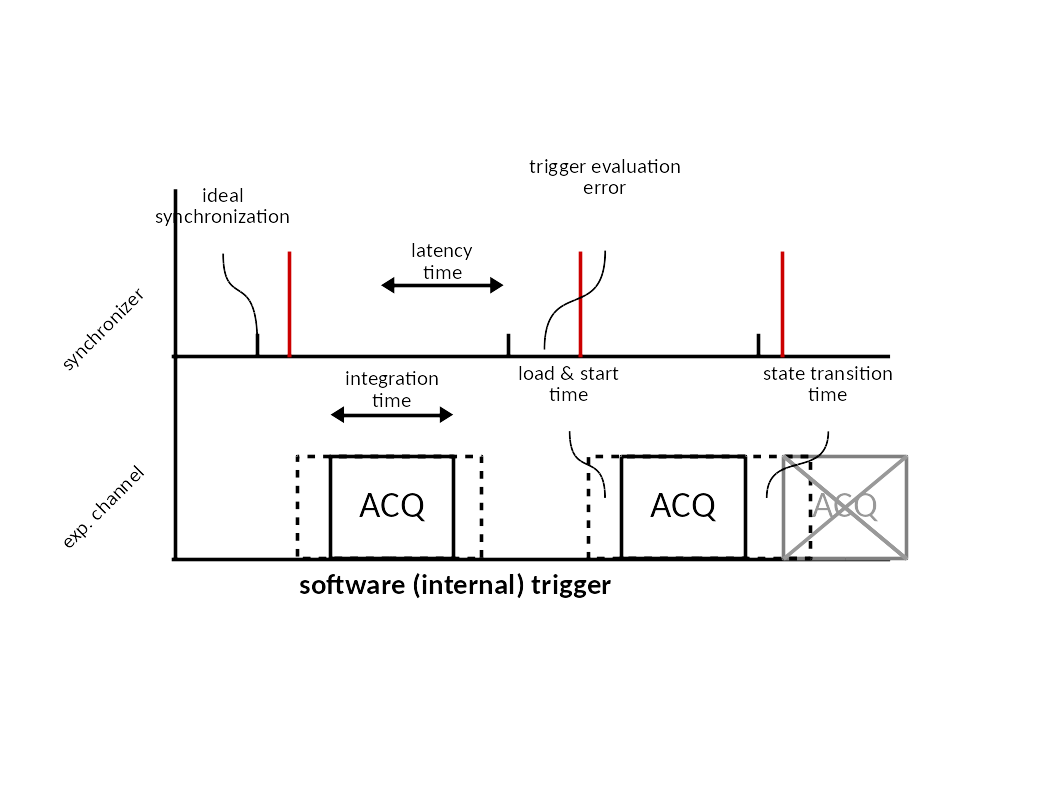 trigger evaluation
error
ideal
synchronization
latency
time
synchronizer
integration
time
load & start
time
state transition
time
exp. channel
ACQ
ACQ
ACQ
software (internal) trigger